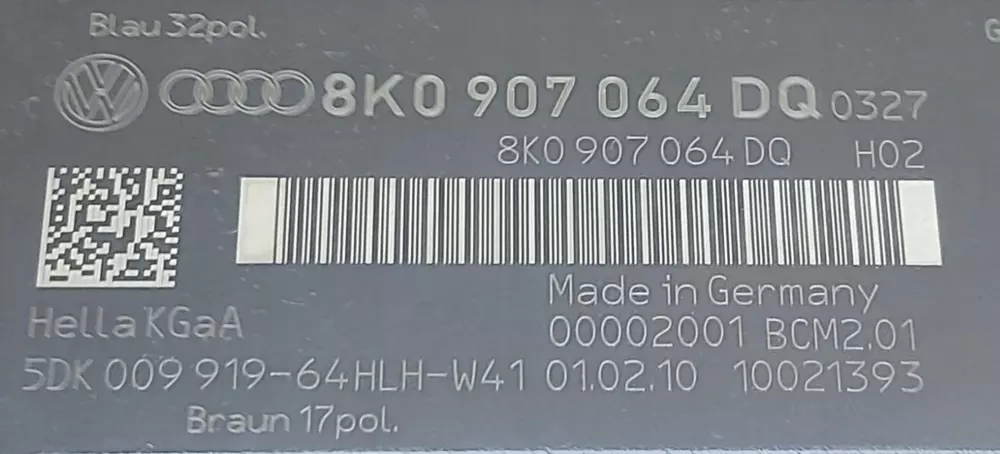 Blau 32pol.
G
8K0 907 064 DQ 0327
8K0 907 064 DQ H02
Made in Germany
Hella KGaA
00002001 BCM2.01
5DK 009 919-64HLH-W41 01.02.10 10021393
Braun 17pol.